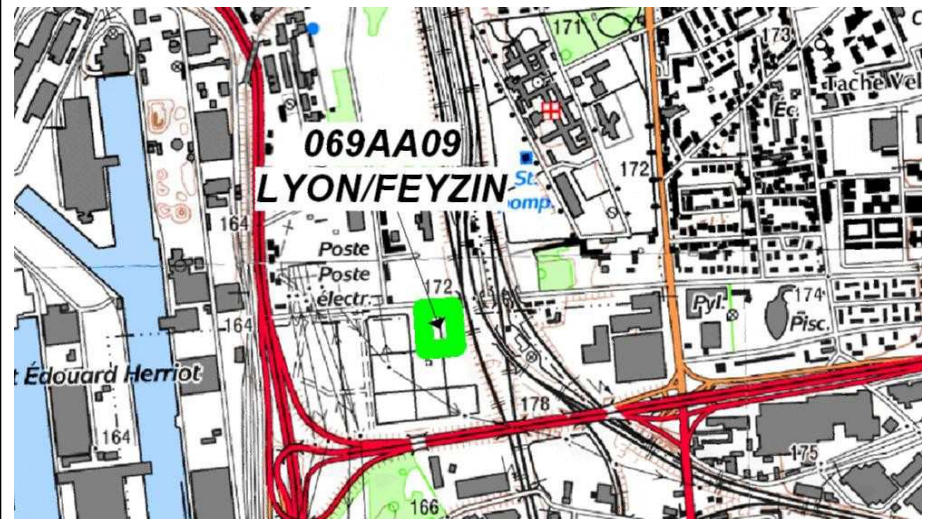 171
173
Tache Vel
Éc.
069AA09
LYON/FEYZIN
172
St.
pomp.
164
Poste
Poste
électr.
172
174
Pyl.
Pisc.
164
t Édouard Herriot
178
164
175
166